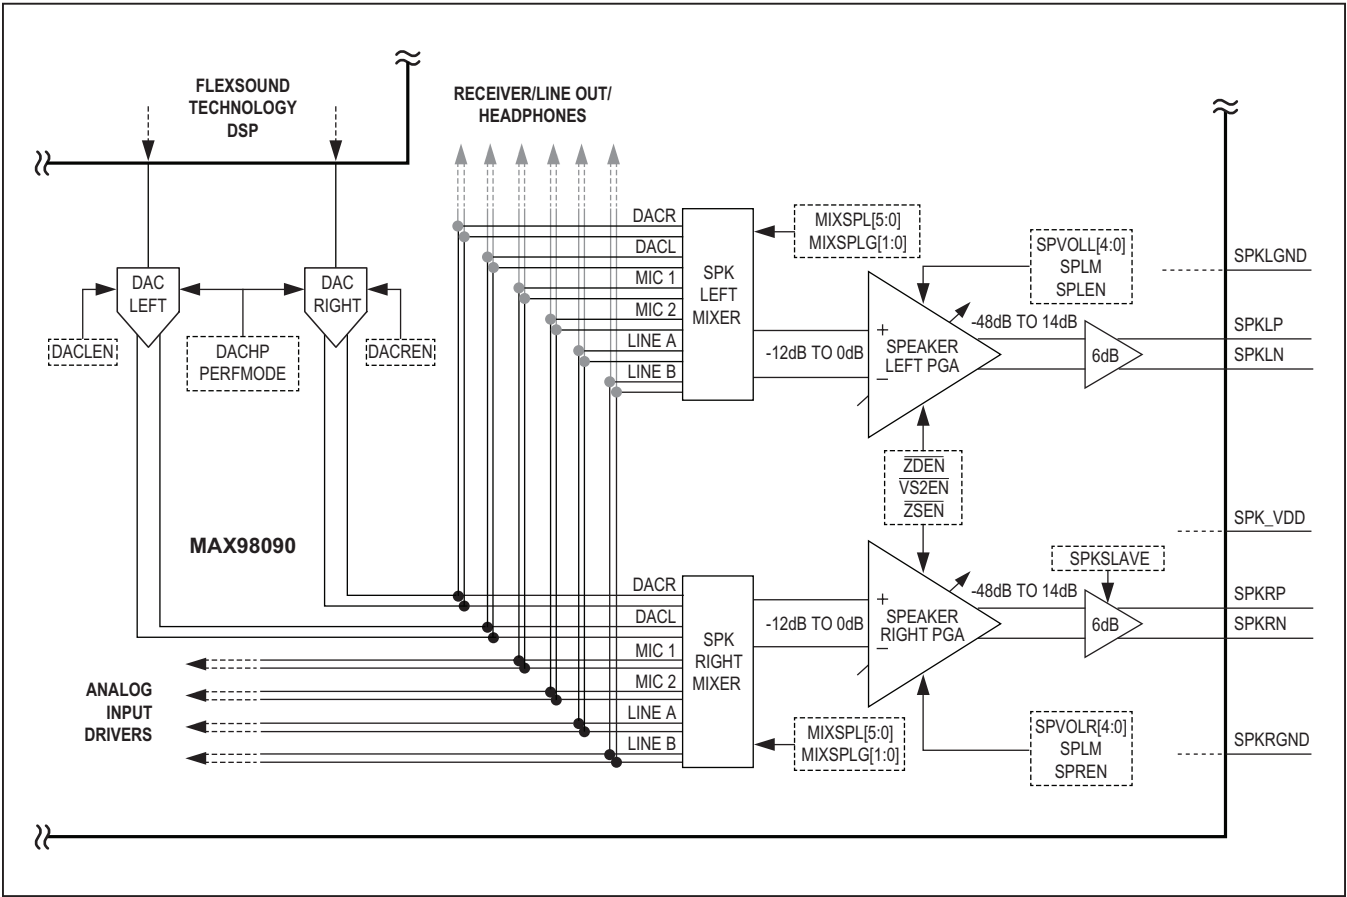 FLEXSOUND
TECHNOLOGY
DSP
RECEIVER/LINE OUT/
HEADPHONES
DAC
LEFT
DAC
RIGHT
DACLEN
DACHP
PERFMODE
DACREN
DACR
DACL
MIC 1
MIC 2
LINE A
LINE B
SPK
LEFT
MIXER
MIXSPL[5:0]
MIXSPLG[1:0]
-12dB TO 0dB
SPVOLL[4:0]
SPLM
SPLEN
+
SPEAKER
LEFT PGA
–
-48dB TO 14dB
6dB
SPKLGND
SPKLP
SPKLN
ZDEN
VS2EN
ZSEN
SPK_VDD
MAX98090
DACR
DACL
MIC 1
MIC 2
LINE A
LINE B
SPK
RIGHT
MIXER
-12dB TO 0dB
+
SPEAKER
RIGHT PGA
–
-48dB TO 14dB
SPKSLAVE
6dB
SPKRP
SPKRN
ANALOG
INPUT
DRIVERS
MIXSPL[5:0]
MIXSPLG[1:0]
SPVOLR[4:0]
SPLM
SPREN
SPKRGND